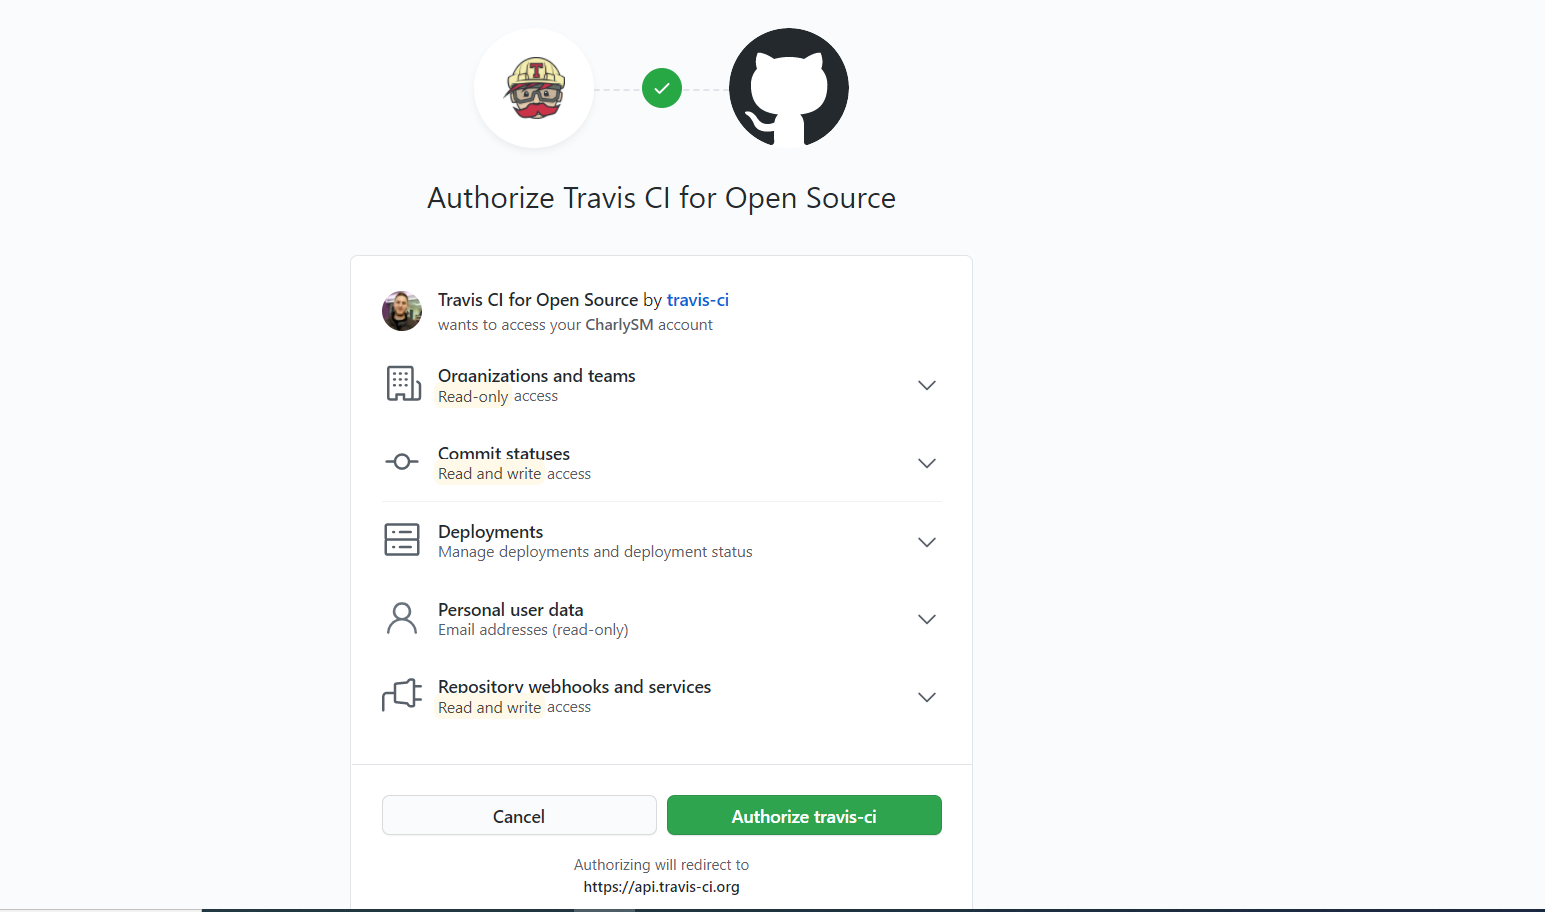 T
Authorize Travis CI for Open Source
Travis CI for Open Source by travis-ci
wants to access your CharlySM account
Organizations and teams
Read-only access
Commit statuses
Read and write access
Deployments
Manage deployments and deployment status
Personal user data
Email addresses (read-only)
Repository webhooks and services
Read and write access
Cancel
Authorize travis-ci
Authorizing will redirect to
https://api.travis-ci.org